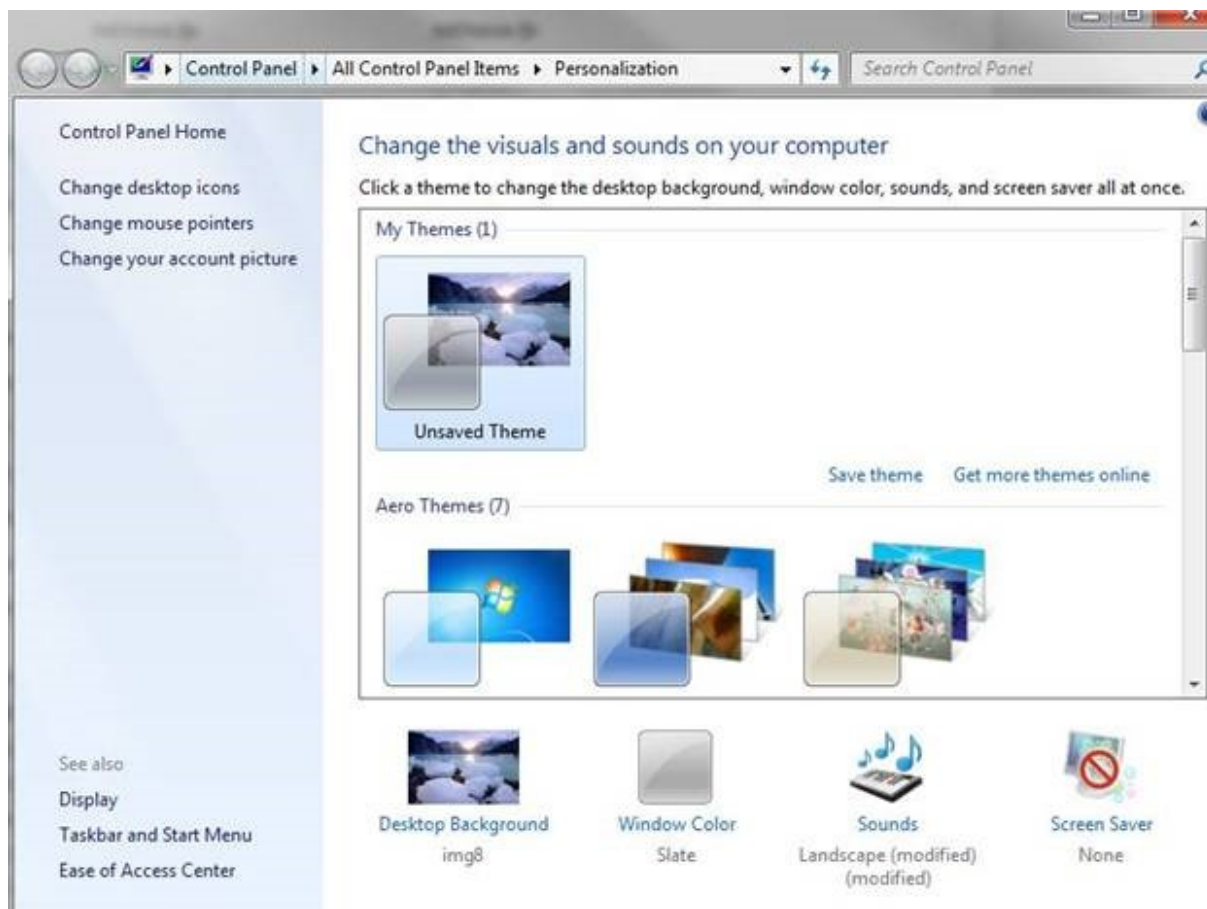 Control Panel
All Control Panel Items
Personalization
Search Control Panel
Control Panel Home
Change desktop icons
Change mouse pointers
Change your account picture
See also
Display
Taskbar and Start Menu
Ease of Access Center
Change the visuals and sounds on your computer
Click a theme to change the desktop background, window color, sounds, and screen saver all at once.
My Themes (1)
Unsaved Theme
Save theme
Get more themes online
Aero Themes (7)
Desktop Background
img8
Window Color
Slate
Sounds
Landscape (modified)
(modified)
Screen Saver
None